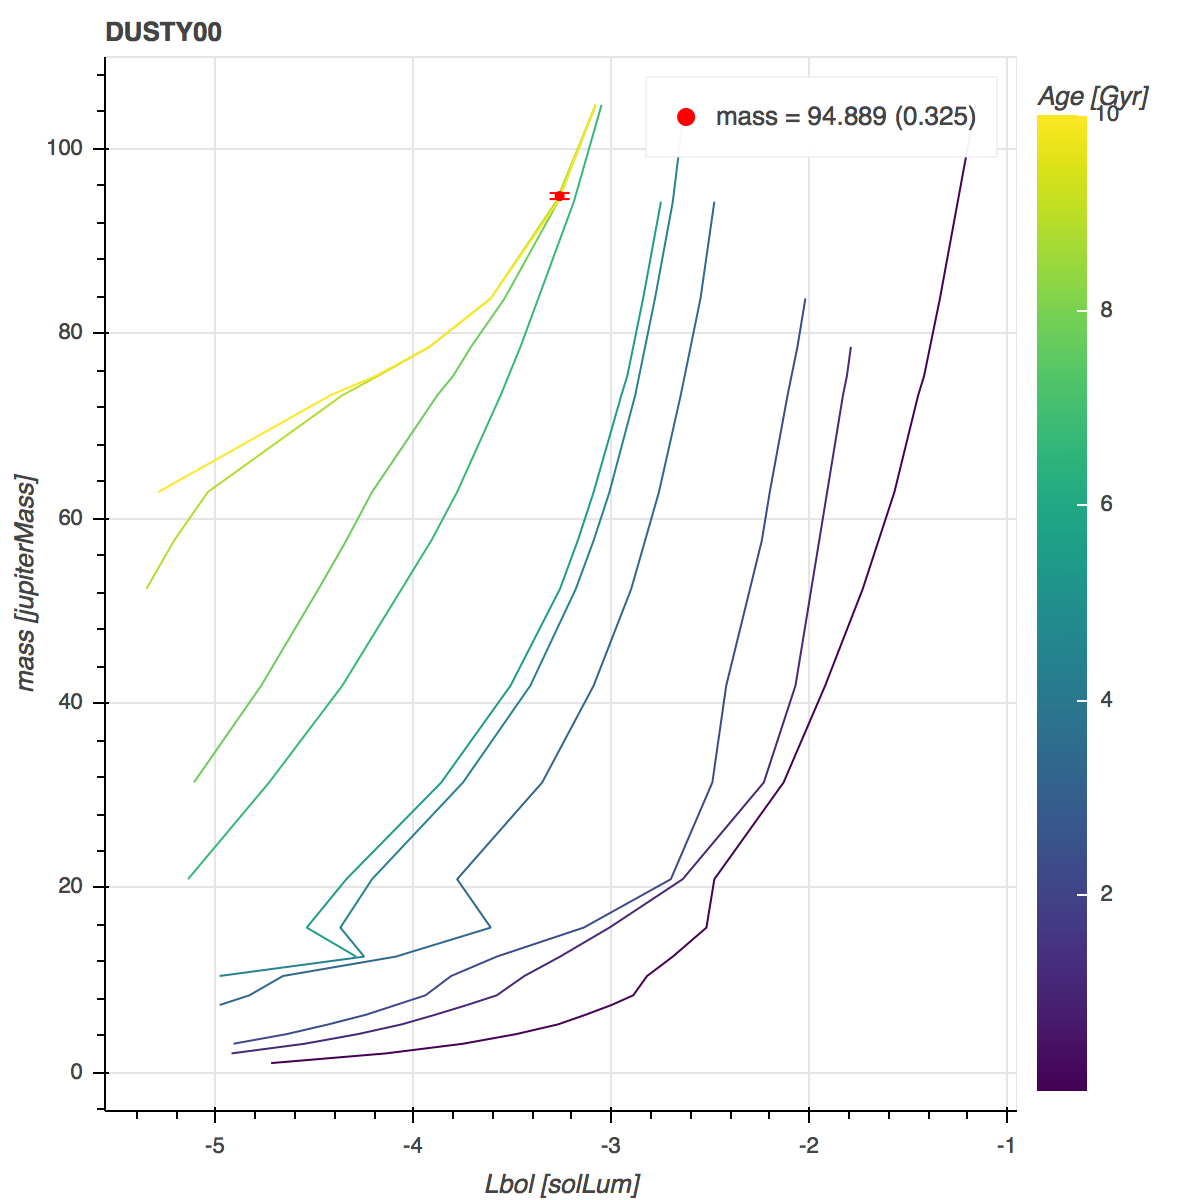 DUSTY00
mass = 94.889 (0.325)
Age [Gyr]
10
8
6
4
2
mass [jupiterMass]
100
80
60
40
20
0
-5 -4 -3 -2 -1
Lbol [solLum]